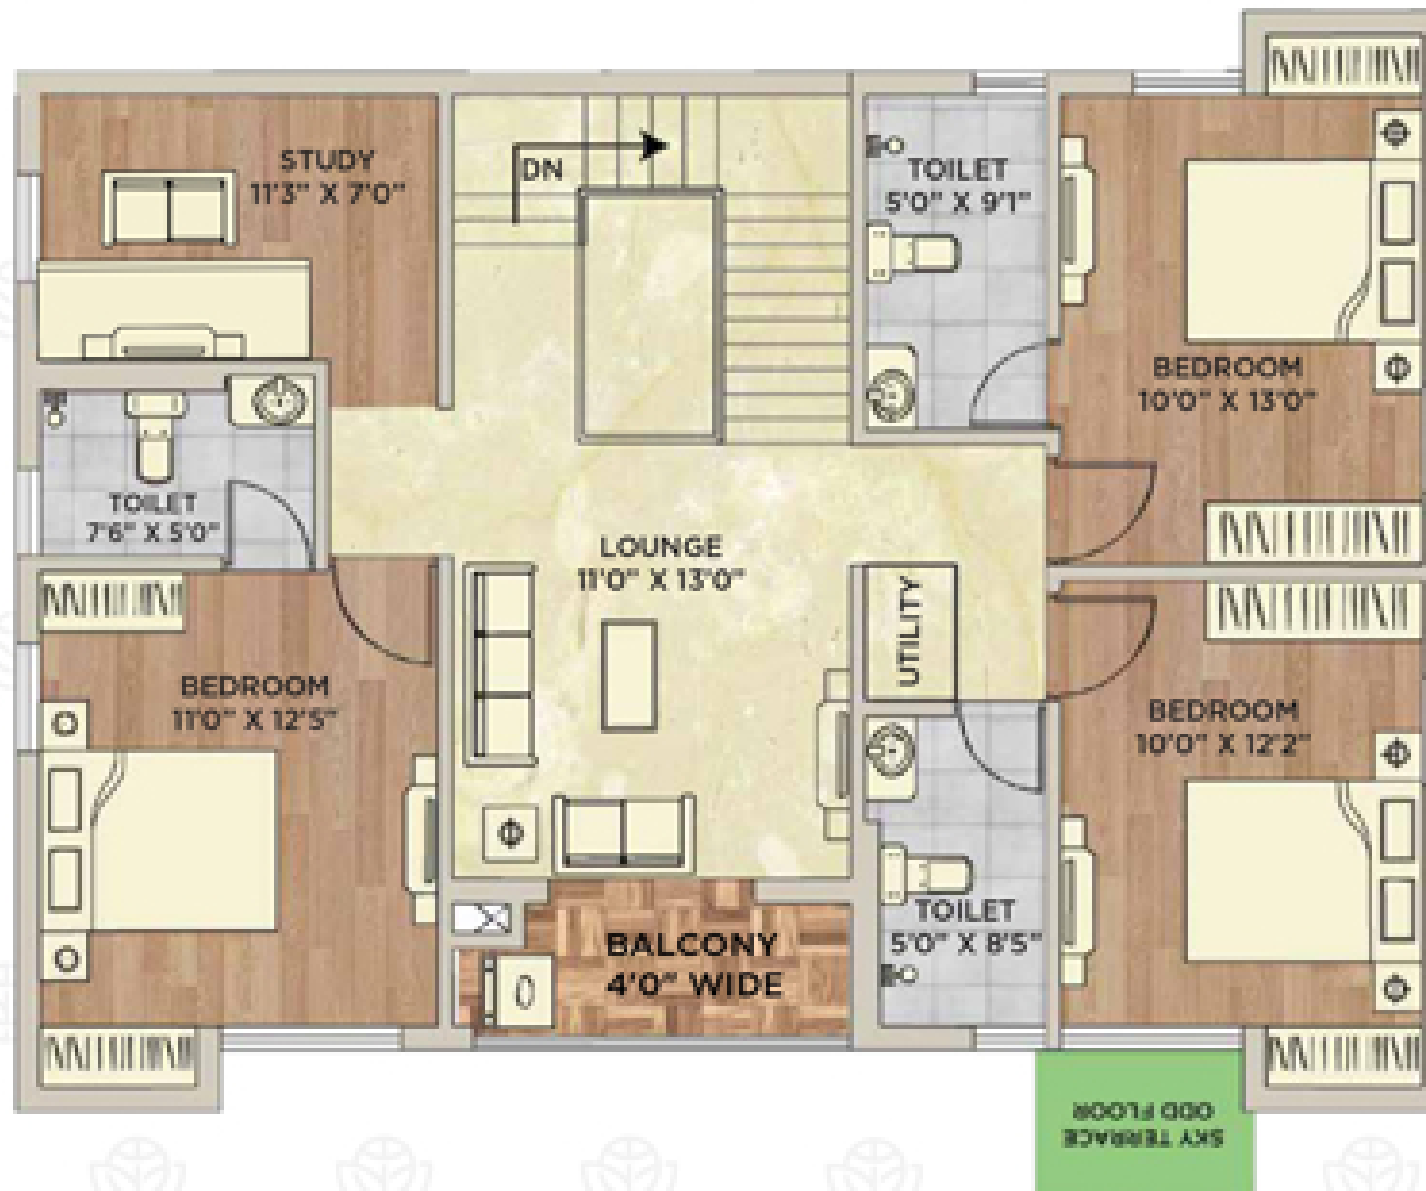 STUDY
11'3" X 7'0"
DN
TOILET
5'0" X 9'1"
BEDROOM
10'0" X 13'0"
TOILET
7'6" X 5'0"
LOUNGE
11'0" X 13'0"
UTILITY
BEDROOM
11'0" X 12'5"
BEDROOM
10'0" X 12'2"
TOILET
5'0" X 8'5"
BALCONY
4'0" WIDE
SKY TERRACE
ODD FLOOR